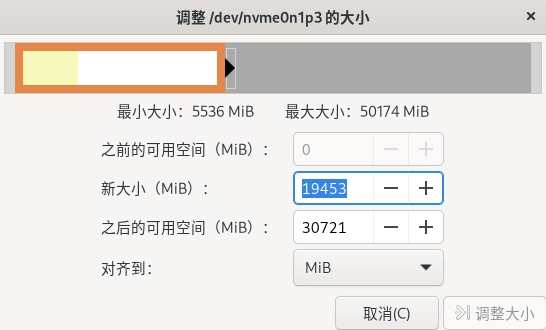 调整 /dev/nvme0n1p3 的大小
最小大小：5536 MiB 最大大小：50174 MiB
之前的可用空间（MiB）： 0
新大小（MiB）： 19453
之后的可用空间（MiB）： 30721
对齐到： MiB
取消(C) 调整大小